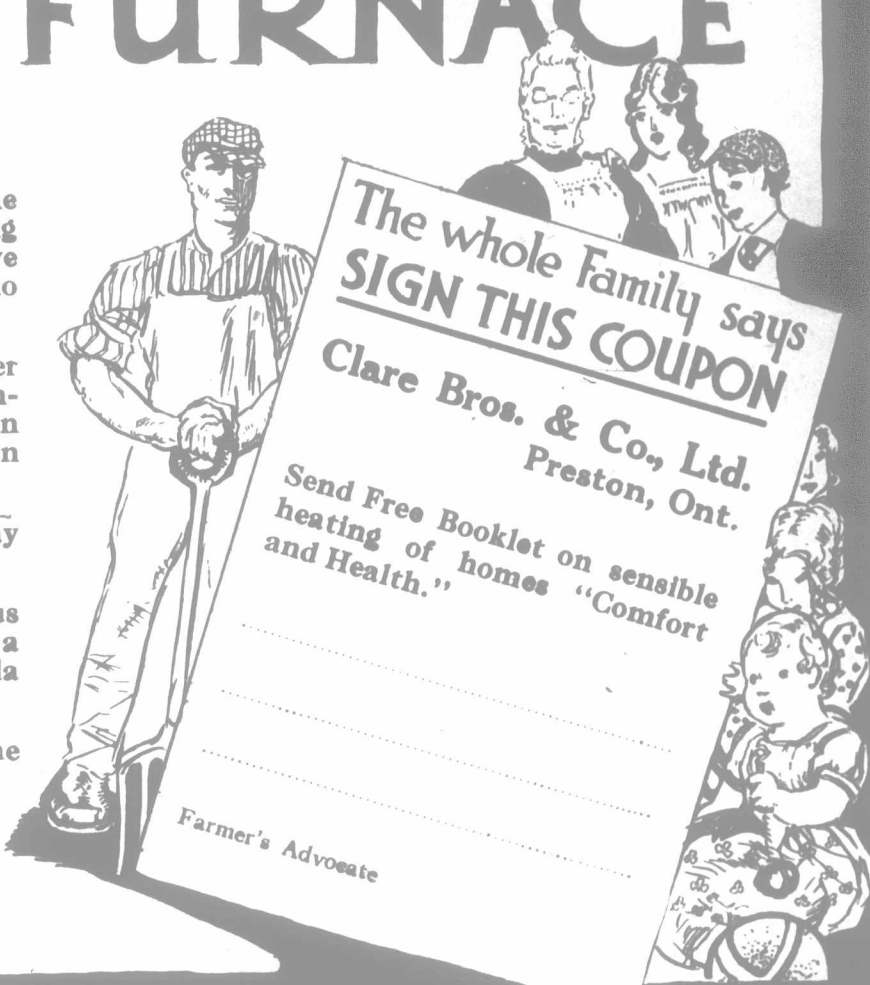 FURNACE
The whole Family says
SIGN THIS COUPON
Clare Bros. & Co., Ltd.
Preston, Ont.
Send Free Booklet on sensible
heating of homes “Comfort
and Health.”
Farmer's Advocate